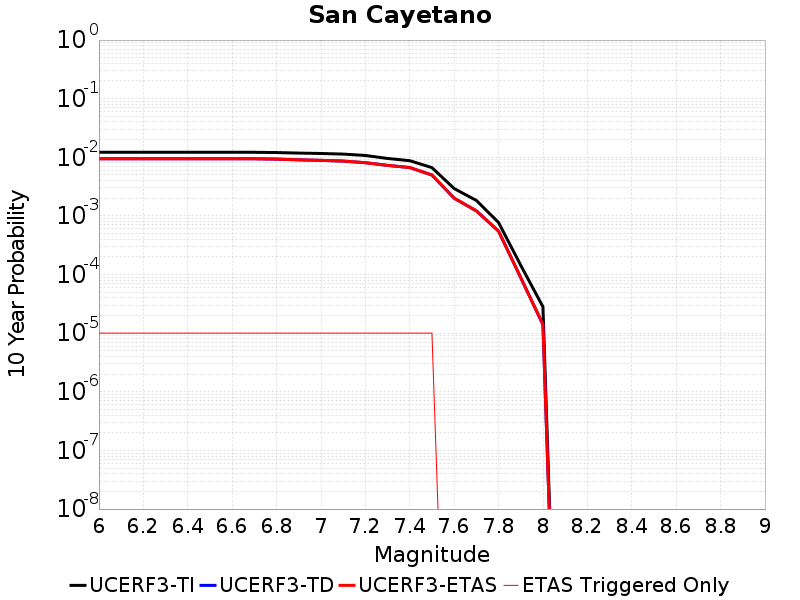 San Cayetano
10^0
10^-1
10^-2
10^-3
10^-4
10^-5
10^-6
10^-7
10^-8
10 Year Probability
6 6.2 6.4 6.6 6.8 7 7.2 7.4 7.6 7.8 8 8.2 8.4 8.6 8.8 9
Magnitude
UCERF3-TI UCERF3-TD UCERF3-ETAS ETAS Triggered Only